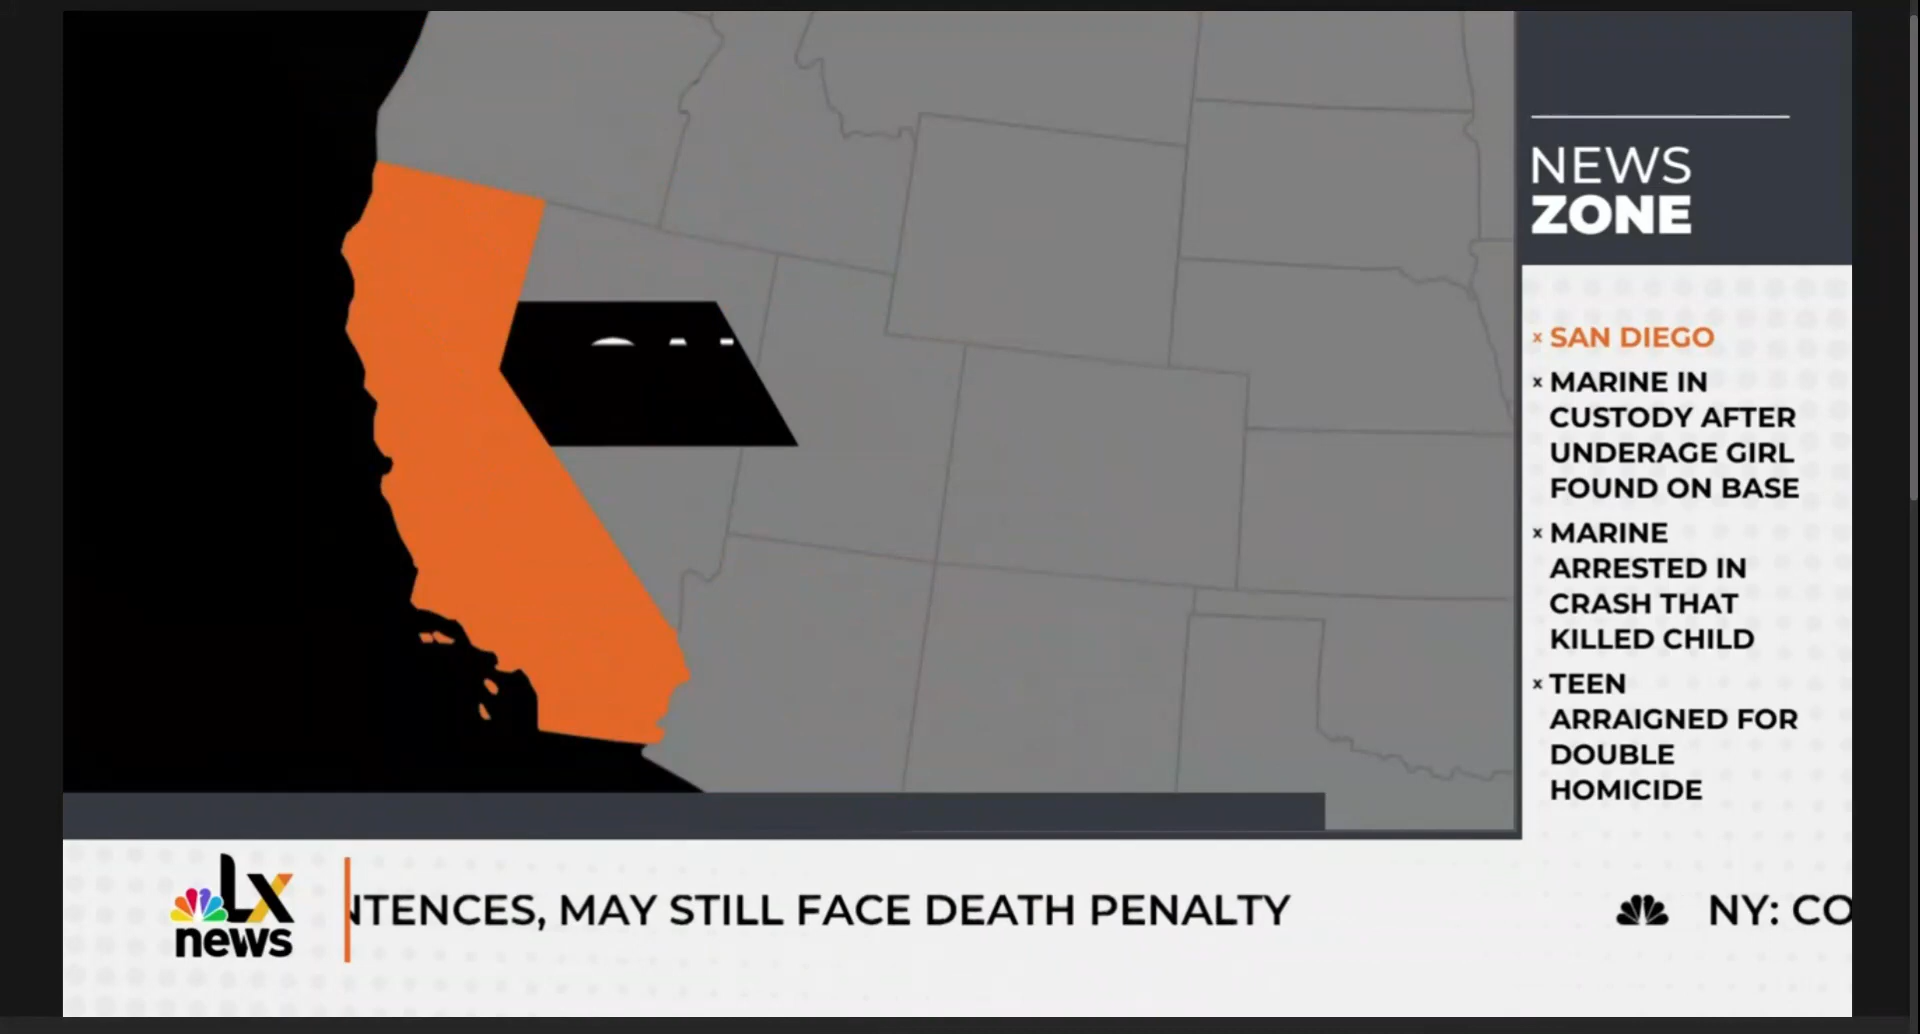 NEWS
ZONE
x SAN DIEGO
x MARINE IN
CUSTODY AFTER
UNDERAGE GIRL
FOUND ON BASE
x MARINE
ARRESTED IN
CRASH THAT
KILLED CHILD
x TEEN
ARRAIGNED FOR
DOUBLE
HOMICIDE
LX
news
NTENCES, MAY STILL FACE DEATH PENALTY NY: CO